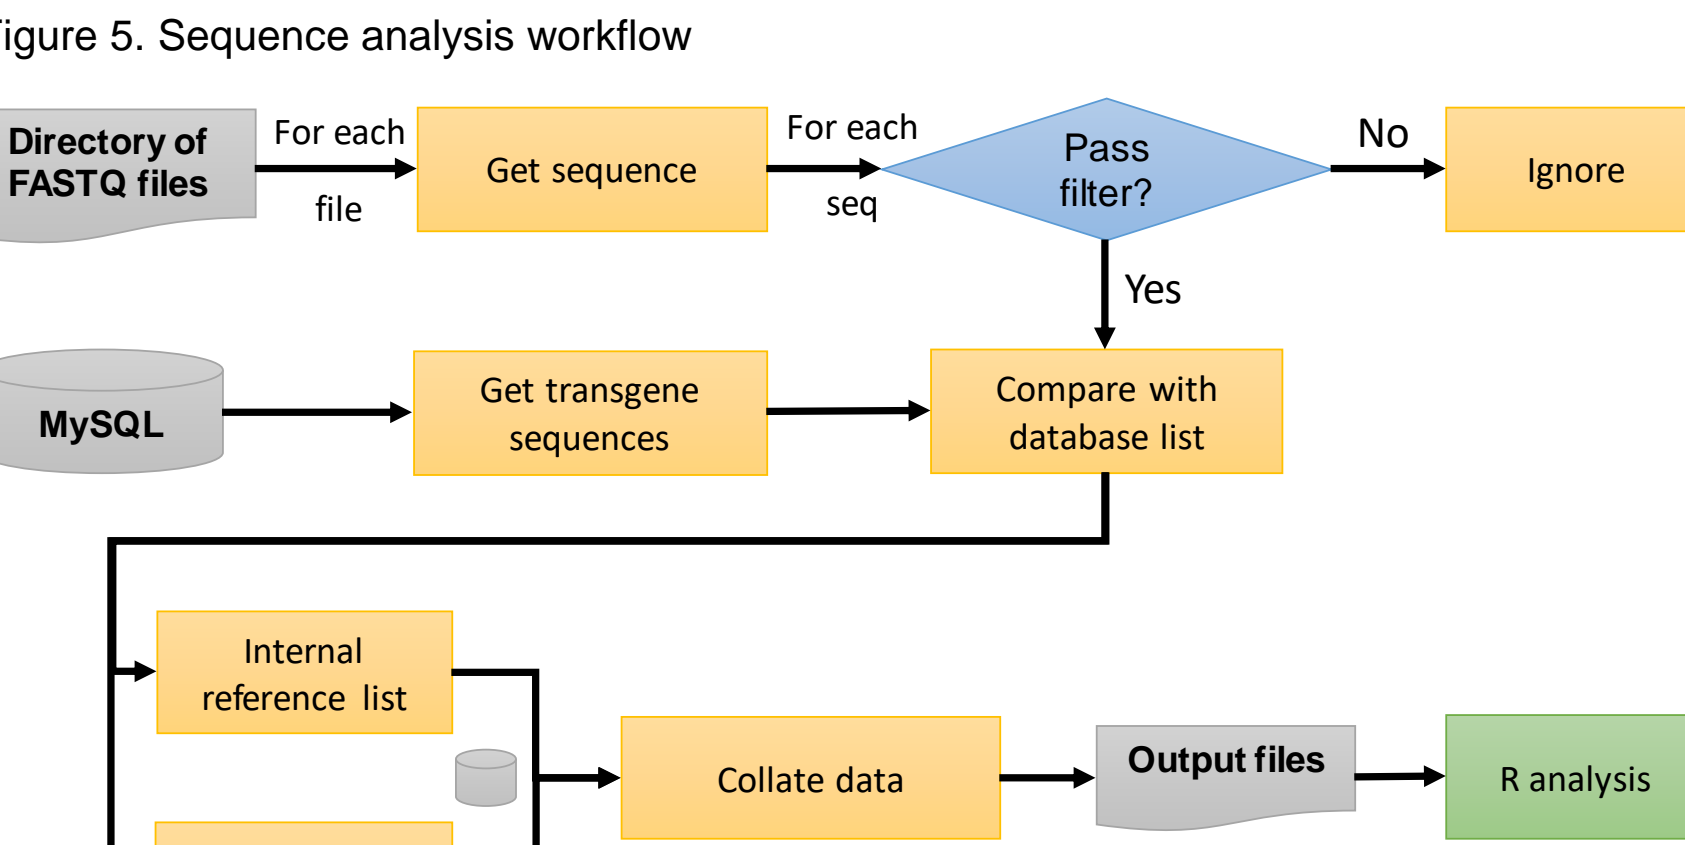 igure 5. Sequence analysis workflow
Directory of
FASTQ files
For each
file
Get sequence
For each
seq
Pass
filter?
No
Ignore
Yes
MySQL
Get transgene
sequences
Compare with
database list
Internal
reference list
Collate data
Output files
R analysis